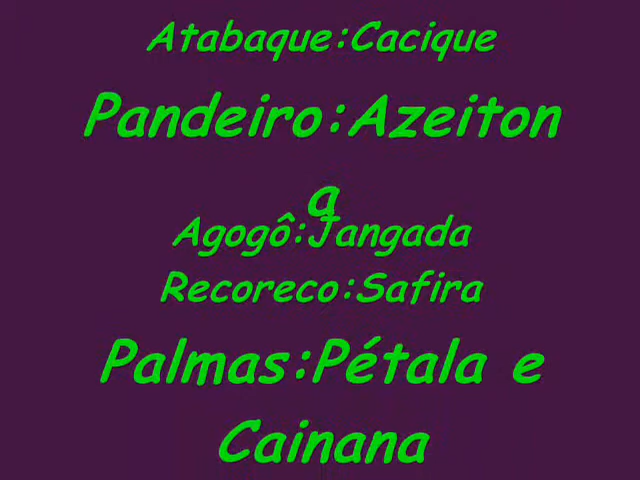 Atabaque:Cacique
Pandeiro:Azeiton
a
Agogô:Jangada
Recoreco:Safira
Palmas:Pétala e
Cainana